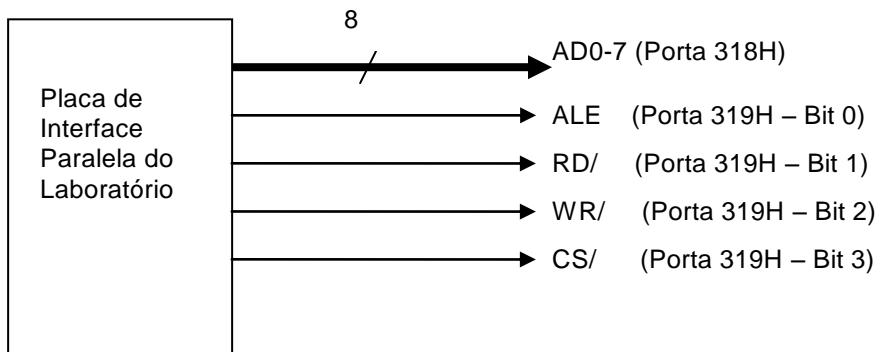 8
AD0-7 (Porta 318H)
Placa de
Interface
Paralela do
Laboratório
ALE (Porta 319H – Bit 0)
RD/ (Porta 319H – Bit 1)
WR/ (Porta 319H – Bit 2)
CS/ (Porta 319H – Bit 3)